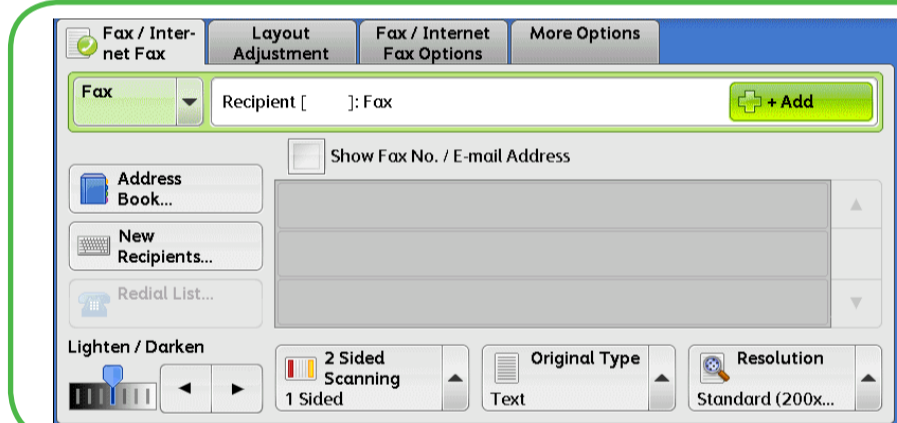 Fax / Inter-
net Fax
Layout
Adjustment
Fax / Internet
Fax Options
More Options
Fax
Recipient [ ]: Fax
+ Add
Show Fax No. / E-mail Address
Address
Book...
New
Recipients...
Redial List...
Lighten / Darken
2 Sided
Scanning
1 Sided
Original Type
Text
Resolution
Standard (200x...